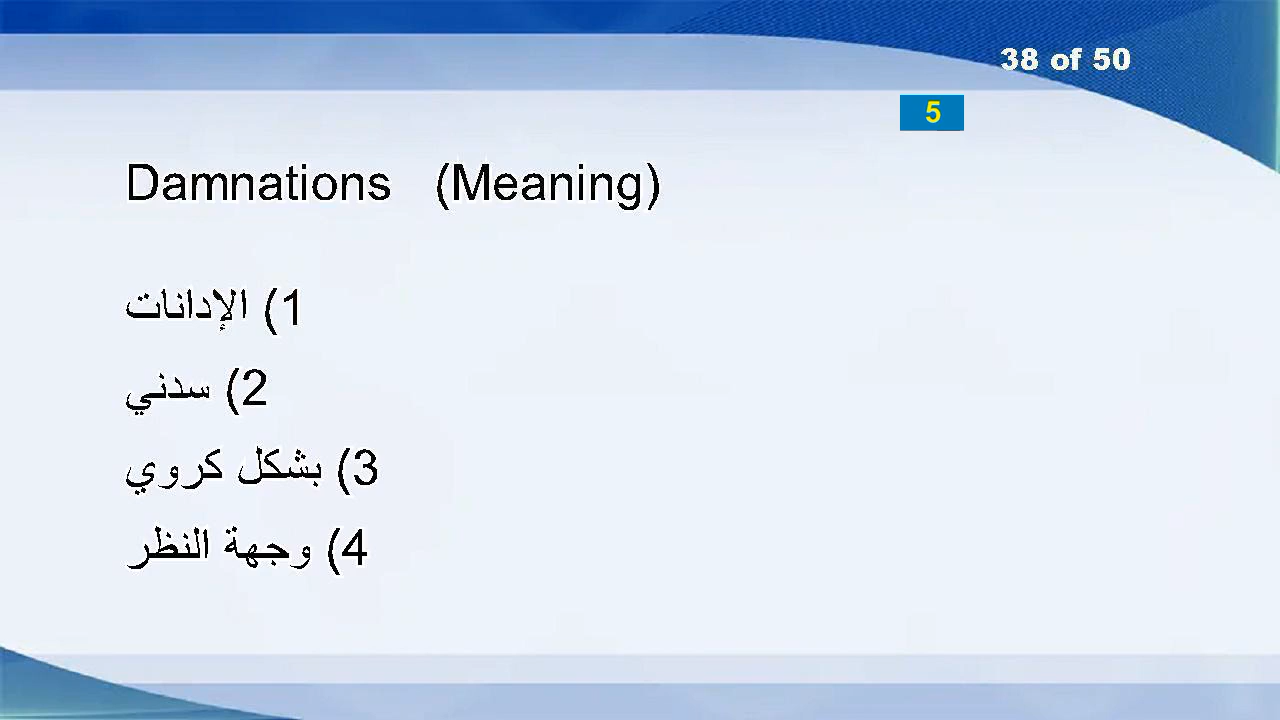 38 of 50
5
Damnations (Meaning)
1) الإدانات
2) سدني
3) بشكل كروي
4) وجهة النظر